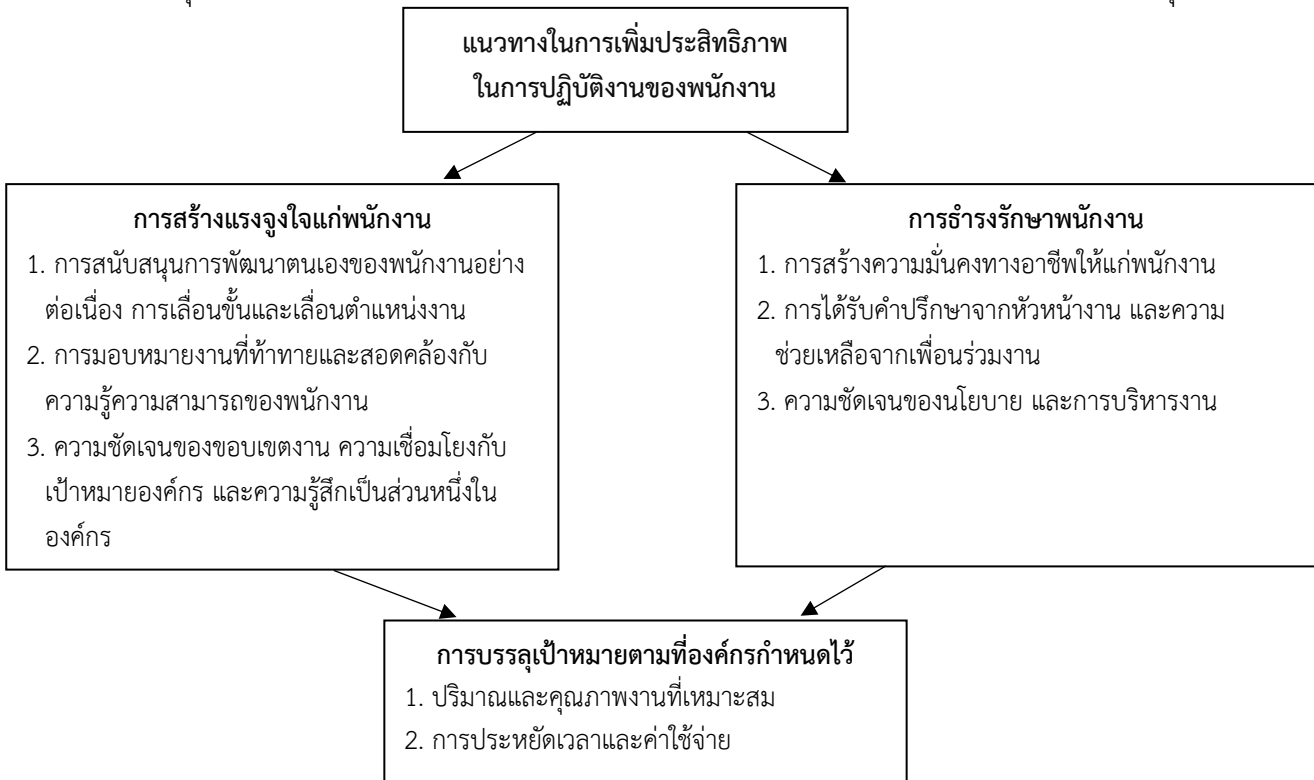 แนวทางในการเพิ่มประสิทธิภาพ
ในการปฏิบัติงานของพนักงาน
การสร้างแรงจูงใจแก่พนักงาน
1. การสนับสนุนการพัฒนาตนเองของพนักงานอย่าง
ต่อเนื่อง การเลื่อนขั้นและเลื่อนตำแหน่งงาน
2. การมอบหมายงานที่ท้าทายและสอดคล้องกับ
ความรู้ความสามารถของพนักงาน
3. ความชัดเจนของขอบเขตงาน ความเชื่อมโยงกับ
เป้าหมายองค์กร และความรู้สึกเป็นส่วนหนึ่งใน
องค์กร
การธำรงรักษาพนักงาน
1. การสร้างความมั่นคงทางอาชีพให้แก่พนักงาน
2. การได้รับคำปรึกษาจากหัวหน้างาน และความ
ช่วยเหลือจากเพื่อนร่วมงาน
3. ความชัดเจนของนโยบาย และการบริหารงาน
การบรรลุเป้าหมายตามที่องค์กรกำหนดไว้
1. ปริมาณและคุณภาพงานที่เหมาะสม
2. การประหยัดเวลาและค่าใช้จ่าย